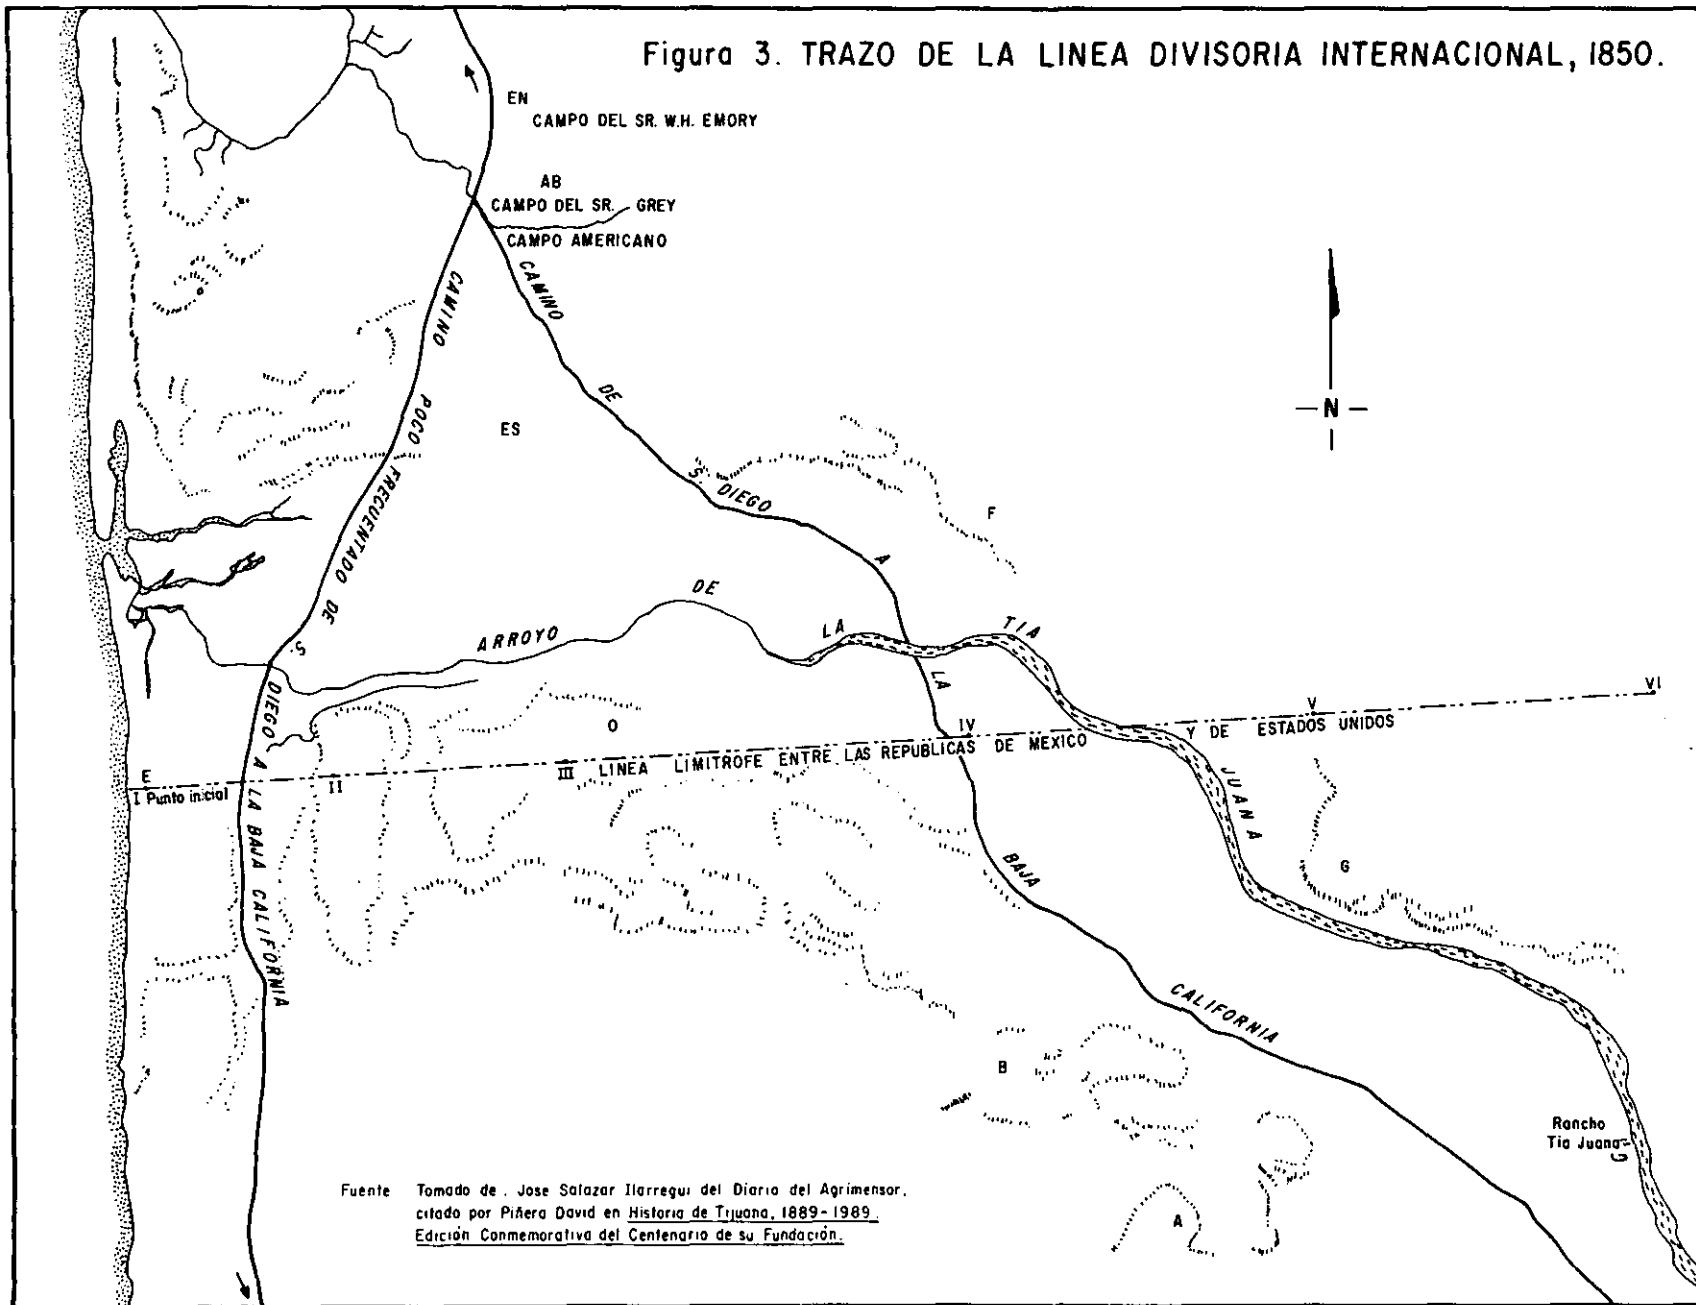 Figura 3. TRAZO DE LA LINEA DIVISORIA INTERNACIONAL, 1850.
EN
CAMPO DEL SR. W.H. EMORY
AB
CAMPO DEL SR. GREY
CAMPO AMERICANO
CAMINO DE S. DIEGO A LA BAJA CALIFORNIA
CAMINO POCO FRECUENTADO DE S. DIEGO A LA BAJA CALIFORNIA
N
ES
F
ARROYO DE LA TIA JUANA
O
E
I Punto inicial
II
III
IV
V
VI
LINEA LIMITROFE ENTRE LAS REPUBLICAS DE MEXICO Y DE ESTADOS UNIDOS
G
B
A
Rancho
Tia Juana
Fuente Tomado de . Jose Salazar Ilarregui del Diario del Agrimensor,
citado por Piñera David en Historia de Tijuana, 1889-1989.
Edición Conmemorativa del Centenario de su Fundación.